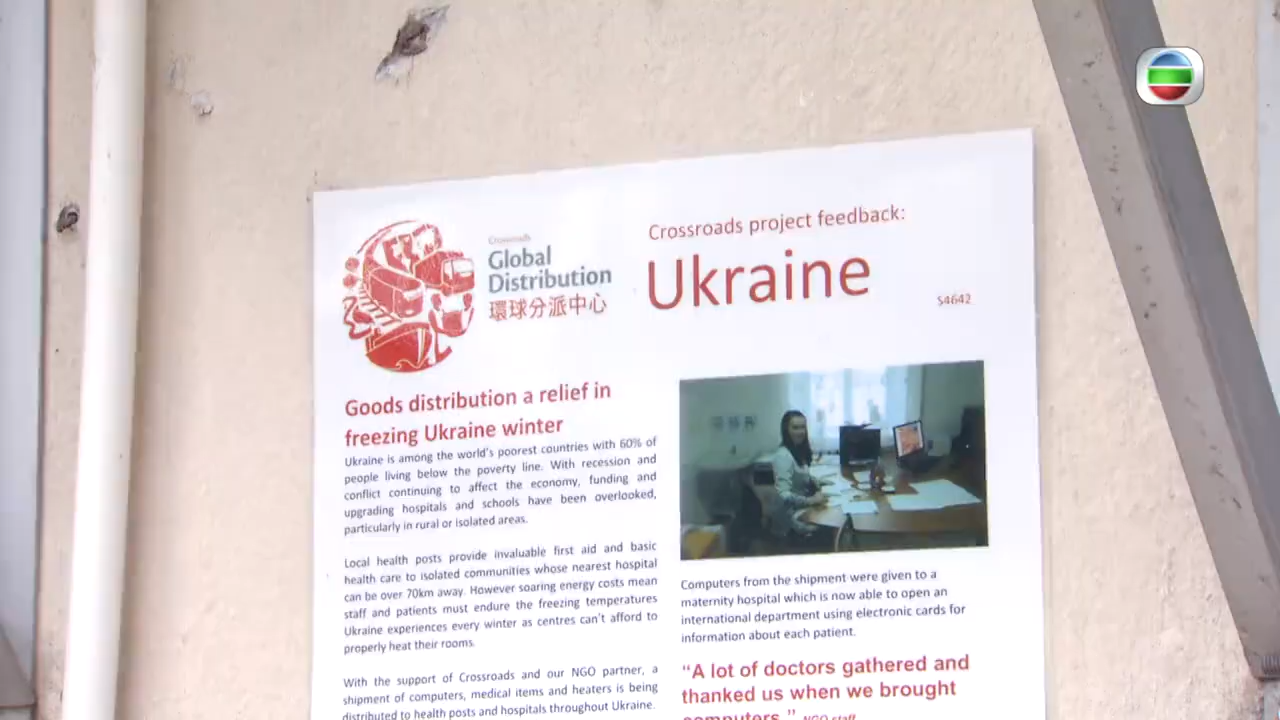 Crossroads
Global
Distribution
環球分派中心
Crossroads project feedback:
Ukraine
S4642
Goods distribution a relief in
freezing Ukraine winter
Ukraine is among the world's poorest countries with 60% of
people living below the poverty line. With recession and
conflict continuing to affect the economy, funding and
upgrading hospitals and schools have been overlooked,
particularly in rural or isolated areas.
Local health posts provide invaluable first aid and basic
health care to isolated communities whose nearest hospital
can be over 70km away. However soaring energy costs mean
staff and patients must endure the freezing temperatures
Ukraine experiences every winter as centres can't afford to
properly heat their rooms.
With the support of Crossroads and our NGO partner, a
shipment of computers, medical items and heaters is being
distributed to health posts and hospitals throughout Ukraine.
Computers from the shipment were given to a
maternity hospital which is now able to open an
international department using electronic cards for
information about each patient.
“A lot of doctors gathered and
thanked us when we brought
computers.” NGO staff